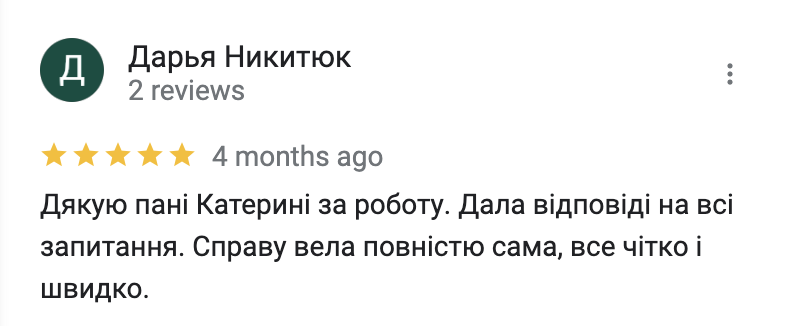 Д
Дарья Никитюк
2 reviews
4 months ago
Дякую пані Катерині за роботу. Дала відповіді на всі
запитання. Справу вела повністю сама, все чітко і
швидко.